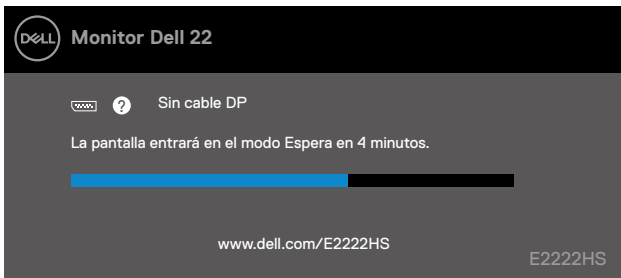 DELL
Monitor Dell 22
? Sin cable DP
La pantalla entrará en el modo Espera en 4 minutos.
www.dell.com/E2222HS
E2222HS